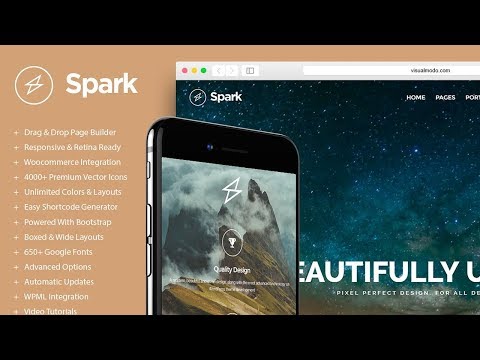 Spark
+ Drag & Drop Page Builder
+ Responsive & Retina Ready
+ Woocommerce Integration
+ 4000+ Premium Vector Icons
+ Unlimited Colors & Layouts
+ Easy Shortcode Generator
+ Powered With Bootstrap
+ Boxed & Wide Layouts
+ 650+ Google Fonts
+ Advanced Options
+ Automatic Updates
+ WPML Integration
+ Video Tutorials
visualmodo.com
Spark
HOME PAGES PORT
Quality Design
EAUTIFULLY U
PIXEL PERFECT DESIGN. FOR ALL DE